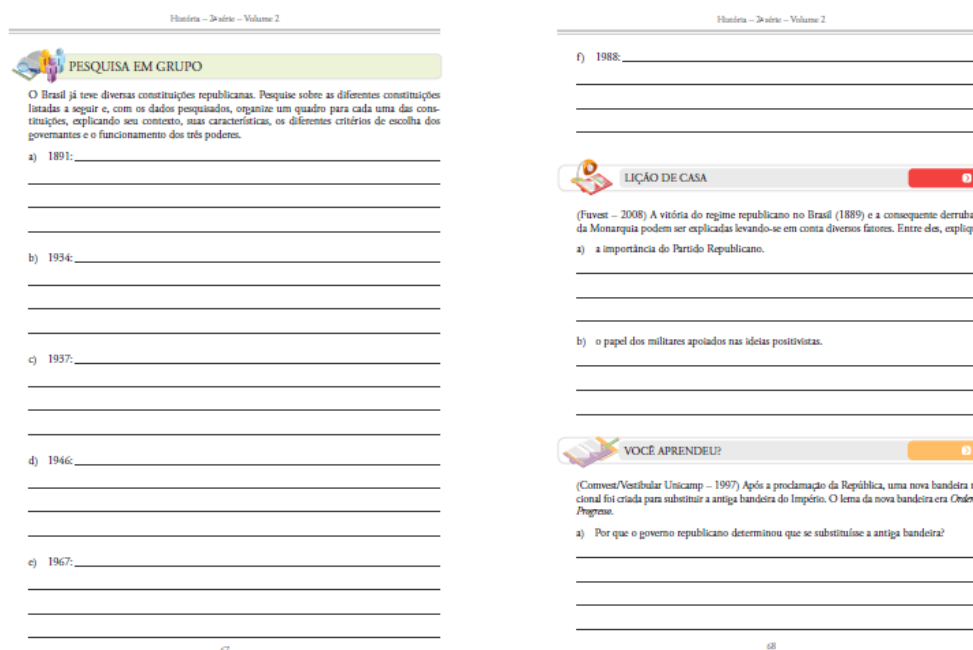 História – 2ª série – Volume 2
PESQUISA EM GRUPO
O Brasil já teve diversas constituições republicanas. Pesquise sobre as diferentes constituições
listadas a seguir e, com os dados pesquisados, organize um quadro para cada uma das cons-
tituições, explicando seu contexto, suas características, os diferentes critérios de escolha dos
governantes e o funcionamento dos três poderes.
a) 1891:
b) 1934:
c) 1937:
d) 1946:
e) 1967:
67
História – 2ª série – Volume 2
f) 1988:
LIÇÃO DE CASA
(Fuvest – 2008) A vitória do regime republicano no Brasil (1889) e a consequente derruba
da Monarquia podem ser explicadas levando-se em conta diversos fatores. Entre eles, expliqu
a) a importância do Partido Republicano.
b) o papel dos militares apoiados nas ideias positivistas.
VOCÊ APRENDEU?
(Comvest/Vestibular Unicamp – 1997) Após a proclamação da República, uma nova bandeira n
cional foi criada para substituir a antiga bandeira do Império. O lema da nova bandeira era Ordem
Progresso.
a) Por que o governo republicano determinou que se substituísse a antiga bandeira?
68